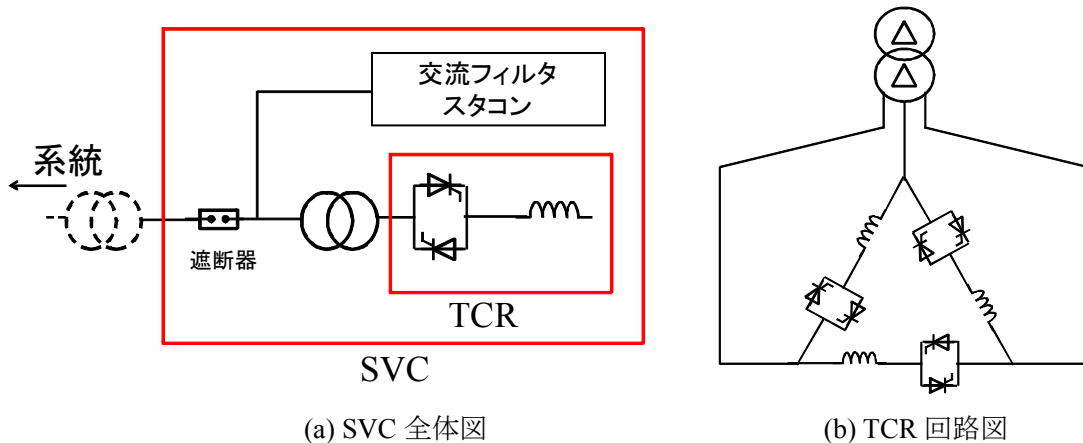 交流フィルタ
スタコン
系統
遮断器
TCR
SVC
(a) SVC 全体図
(b) TCR 回路図